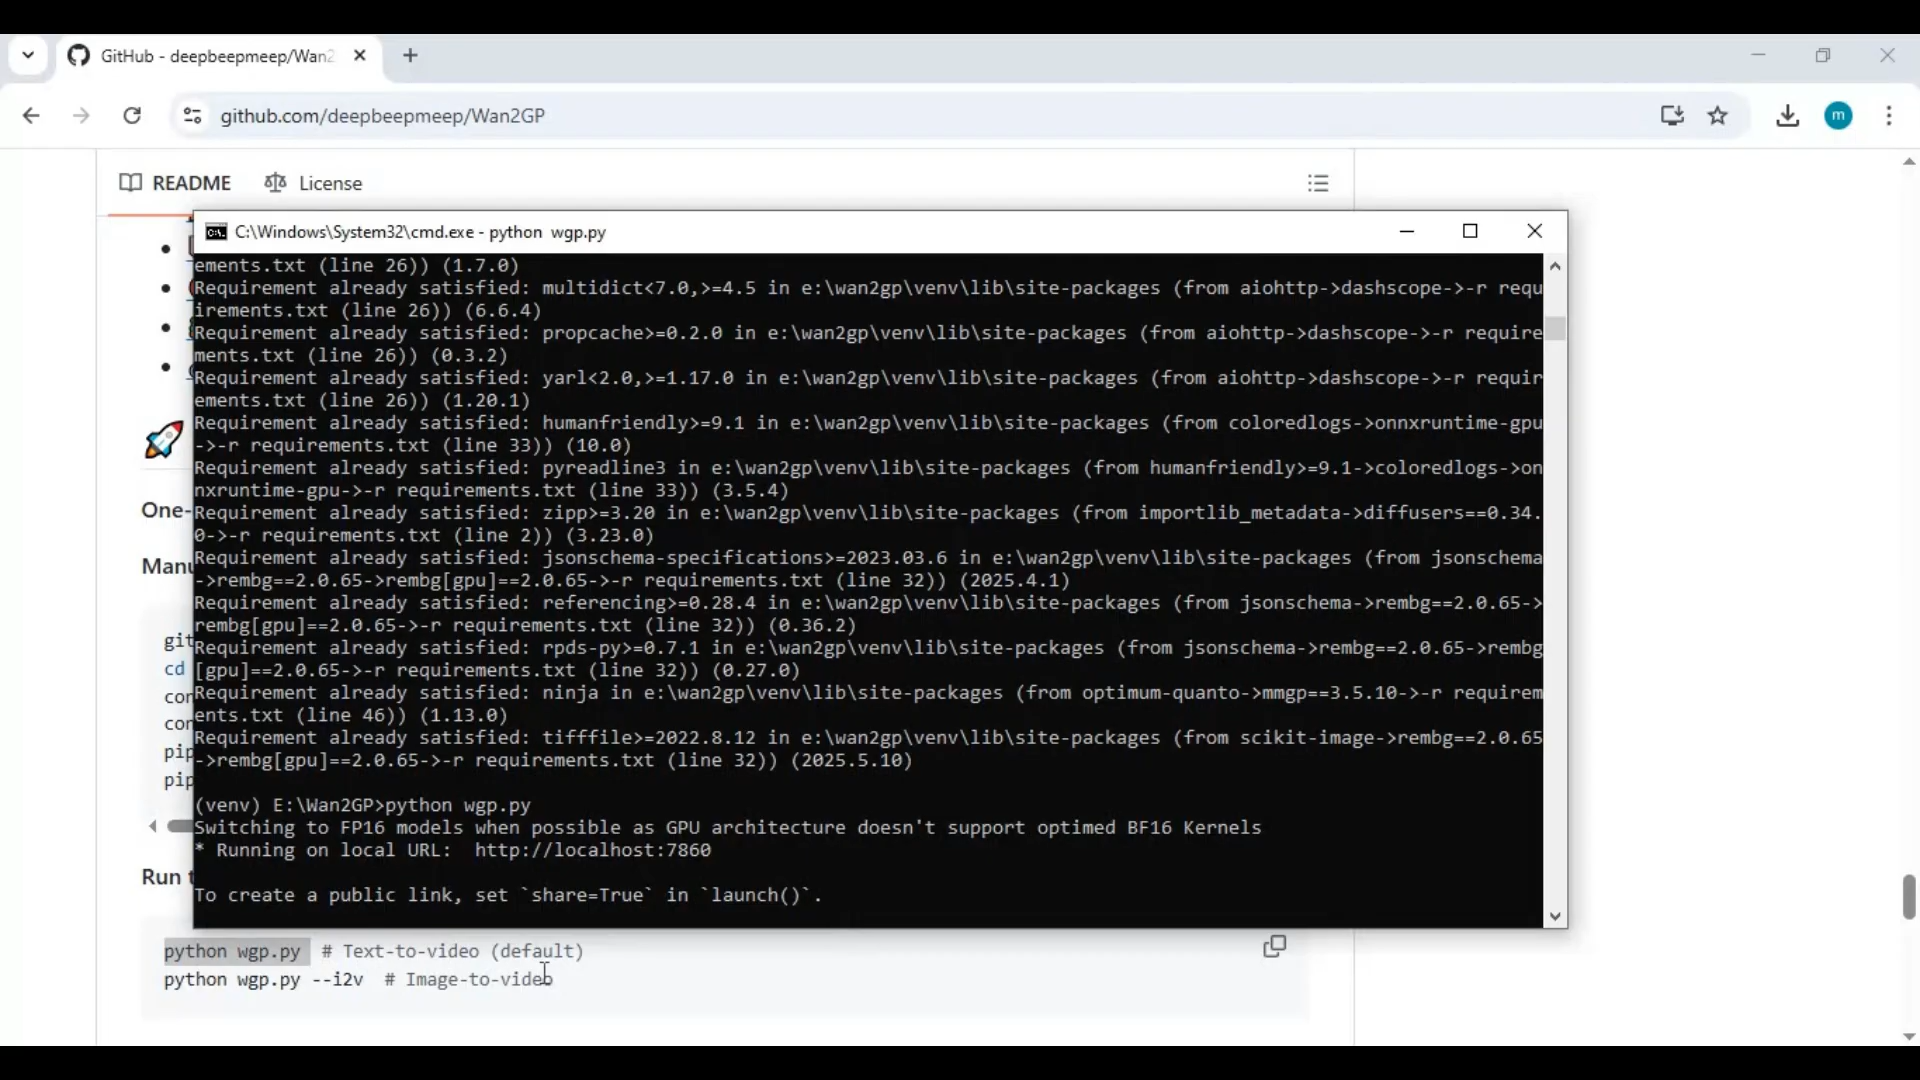 GitHub - deepbeepmeep/Wan2
github.com/deepbeepmeep/Wan2GP
m
README
License
C:\Windows\System32\cmd.exe - python  wgp.py
ements.txt (line 26)) (1.7.0)
Requirement already satisfied: multidict<7.0,>=4.5 in e:\wan2gp\venv\lib\site-packages (from aiohttp->dashscope->-r requ
irements.txt (line 26)) (6.6.4)
Requirement already satisfied: propcache>=0.2.0 in e:\wan2gp\venv\lib\site-packages (from aiohttp->dashscope->-r require
ments.txt (line 26)) (0.3.2)
Requirement already satisfied: yarl<2.0,>=1.17.0 in e:\wan2gp\venv\lib\site-packages (from aiohttp->dashscope->-r requir
ements.txt (line 26)) (1.20.1)
Requirement already satisfied: humanfriendly>=9.1 in e:\wan2gp\venv\lib\site-packages (from coloredlogs->onnxruntime-gpu
->-r requirements.txt (line 33)) (10.0)
Requirement already satisfied: pyreadline3 in e:\wan2gp\venv\lib\site-packages (from humanfriendly>=9.1->coloredlogs->on
nxruntime-gpu->-r requirements.txt (line 33)) (3.5.4)
Requirement already satisfied: zipp>=3.20 in e:\wan2gp\venv\lib\site-packages (from importlib_metadata->diffusers==0.34.
0->-r requirements.txt (line 2)) (3.23.0)
Requirement already satisfied: jsonschema-specifications>=2023.03.6 in e:\wan2gp\venv\lib\site-packages (from jsonschema
->rembg==2.0.65->rembg[gpu]==2.0.65->-r requirements.txt (line 32)) (2025.4.1)
Requirement already satisfied: referencing>=0.28.4 in e:\wan2gp\venv\lib\site-packages (from jsonschema->rembg==2.0.65->
rembg[gpu]==2.0.65->-r requirements.txt (line 32)) (0.36.2)
Requirement already satisfied: rpds-py>=0.7.1 in e:\wan2gp\venv\lib\site-packages (from jsonschema->rembg==2.0.65->rembg
[gpu]==2.0.65->-r requirements.txt (line 32)) (0.27.0)
Requirement already satisfied: ninja in e:\wan2gp\venv\lib\site-packages (from optimum-quanto->mmgp==3.5.10->-r requirem
ents.txt (line 46)) (1.13.0)
Requirement already satisfied: tifffile>=2022.8.12 in e:\wan2gp\venv\lib\site-packages (from scikit-image->rembg==2.0.65
->rembg[gpu]==2.0.65->-r requirements.txt (line 32)) (2025.5.10)
(venv) E:\Wan2GP>python wgp.py
Switching to FP16 models when possible as GPU architecture doesn't support optimed BF16 Kernels
* Running on local URL:  http://localhost:7860
To create a public link, set `share=True` in `launch()`.
One-
Manu
git
cd
con
con
pip
pip
Run t
python wgp.py  # Text-to-video (default)
python wgp.py --i2v  # Image-to-video